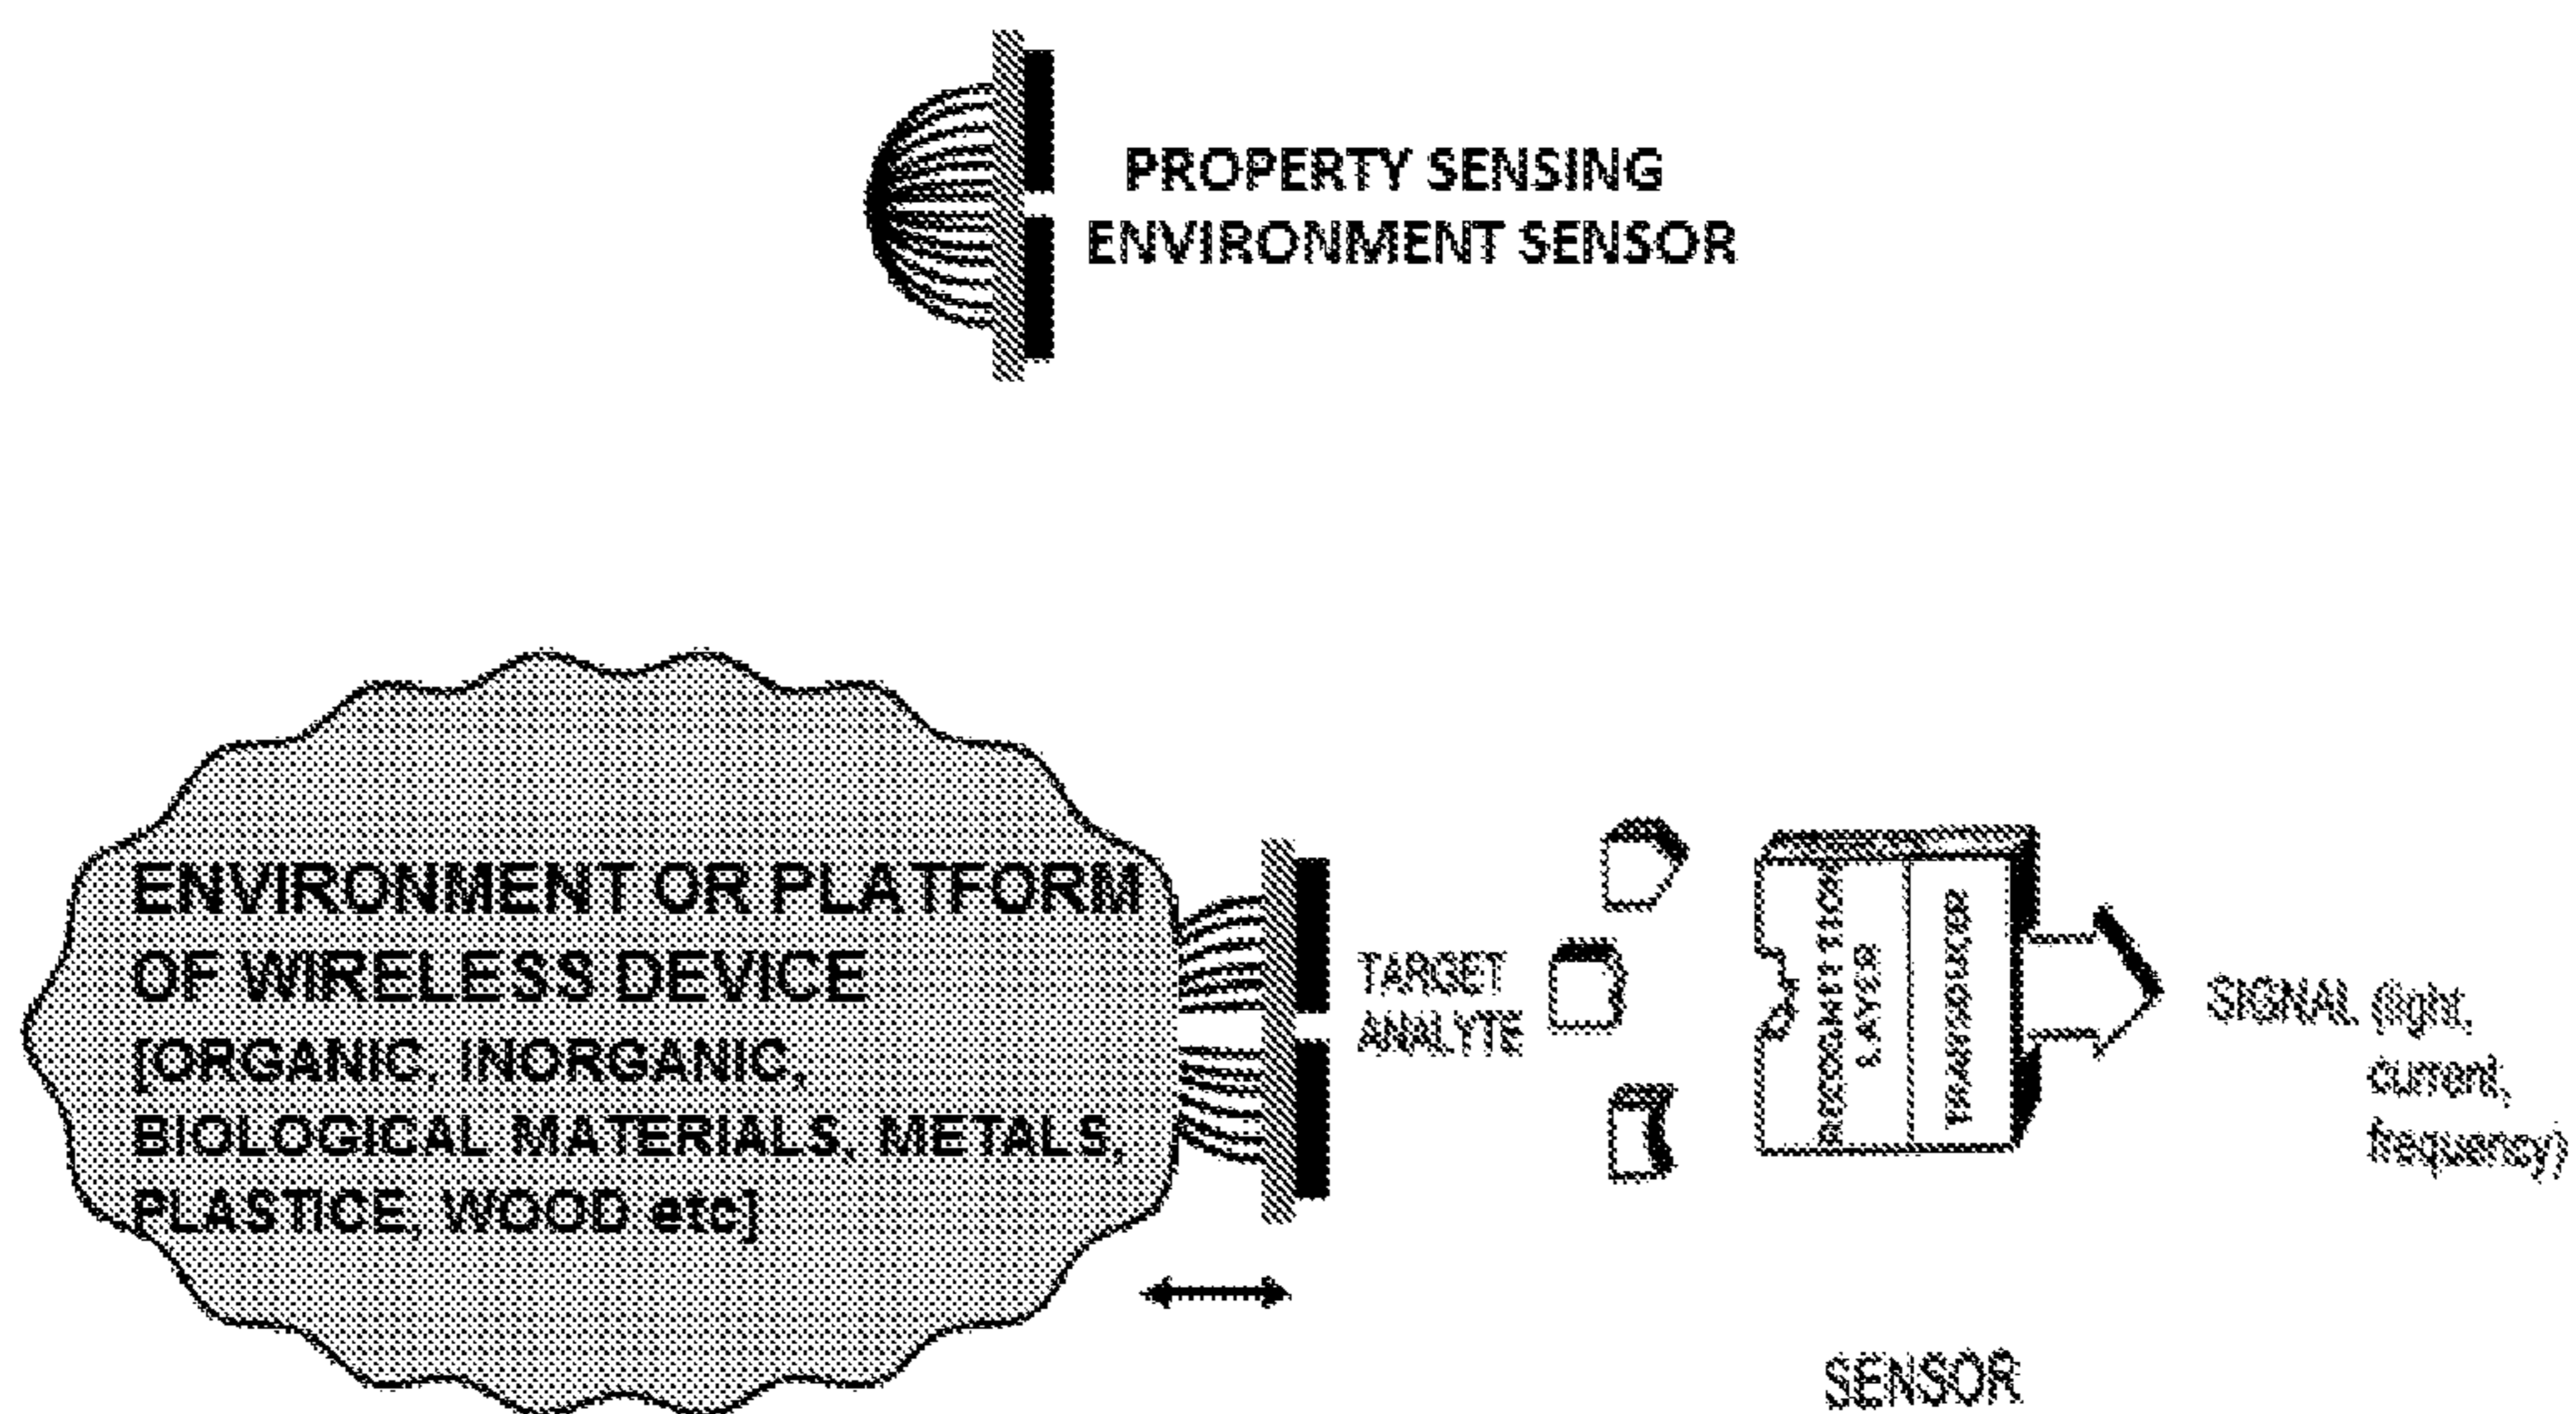 PROPERTY SENSING
ENVIRONMENT SENSOR
ENVIRONMENT OR PLATFORM
OF WIRELESS DEVICE
[ORGANIC, INORGANIC,
BIOLOGICAL MATERIALS, METALS,
PLASTICE, WOOD etc]
TARGET
ANALYTE
RECOGNITION
LAYER
TRANSDUCER
SIGNAL (light,
current,
frequency)
SENSOR